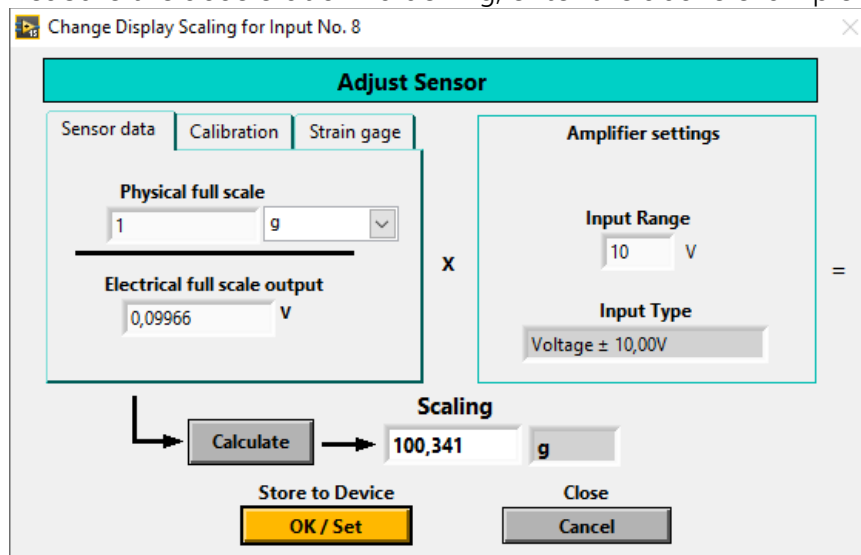 Change Display Scaling for Input No. 8
Adjust Sensor
Sensor data Calibration Strain gage
Physical full scale
1 g
Electrical full scale output
0,09966 V
x
Amplifier settings
Input Range
10 V
Input Type
Voltage ± 10,00V
=
Scaling
Calculate 100,341 g
Store to Device Close
OK / Set Cancel